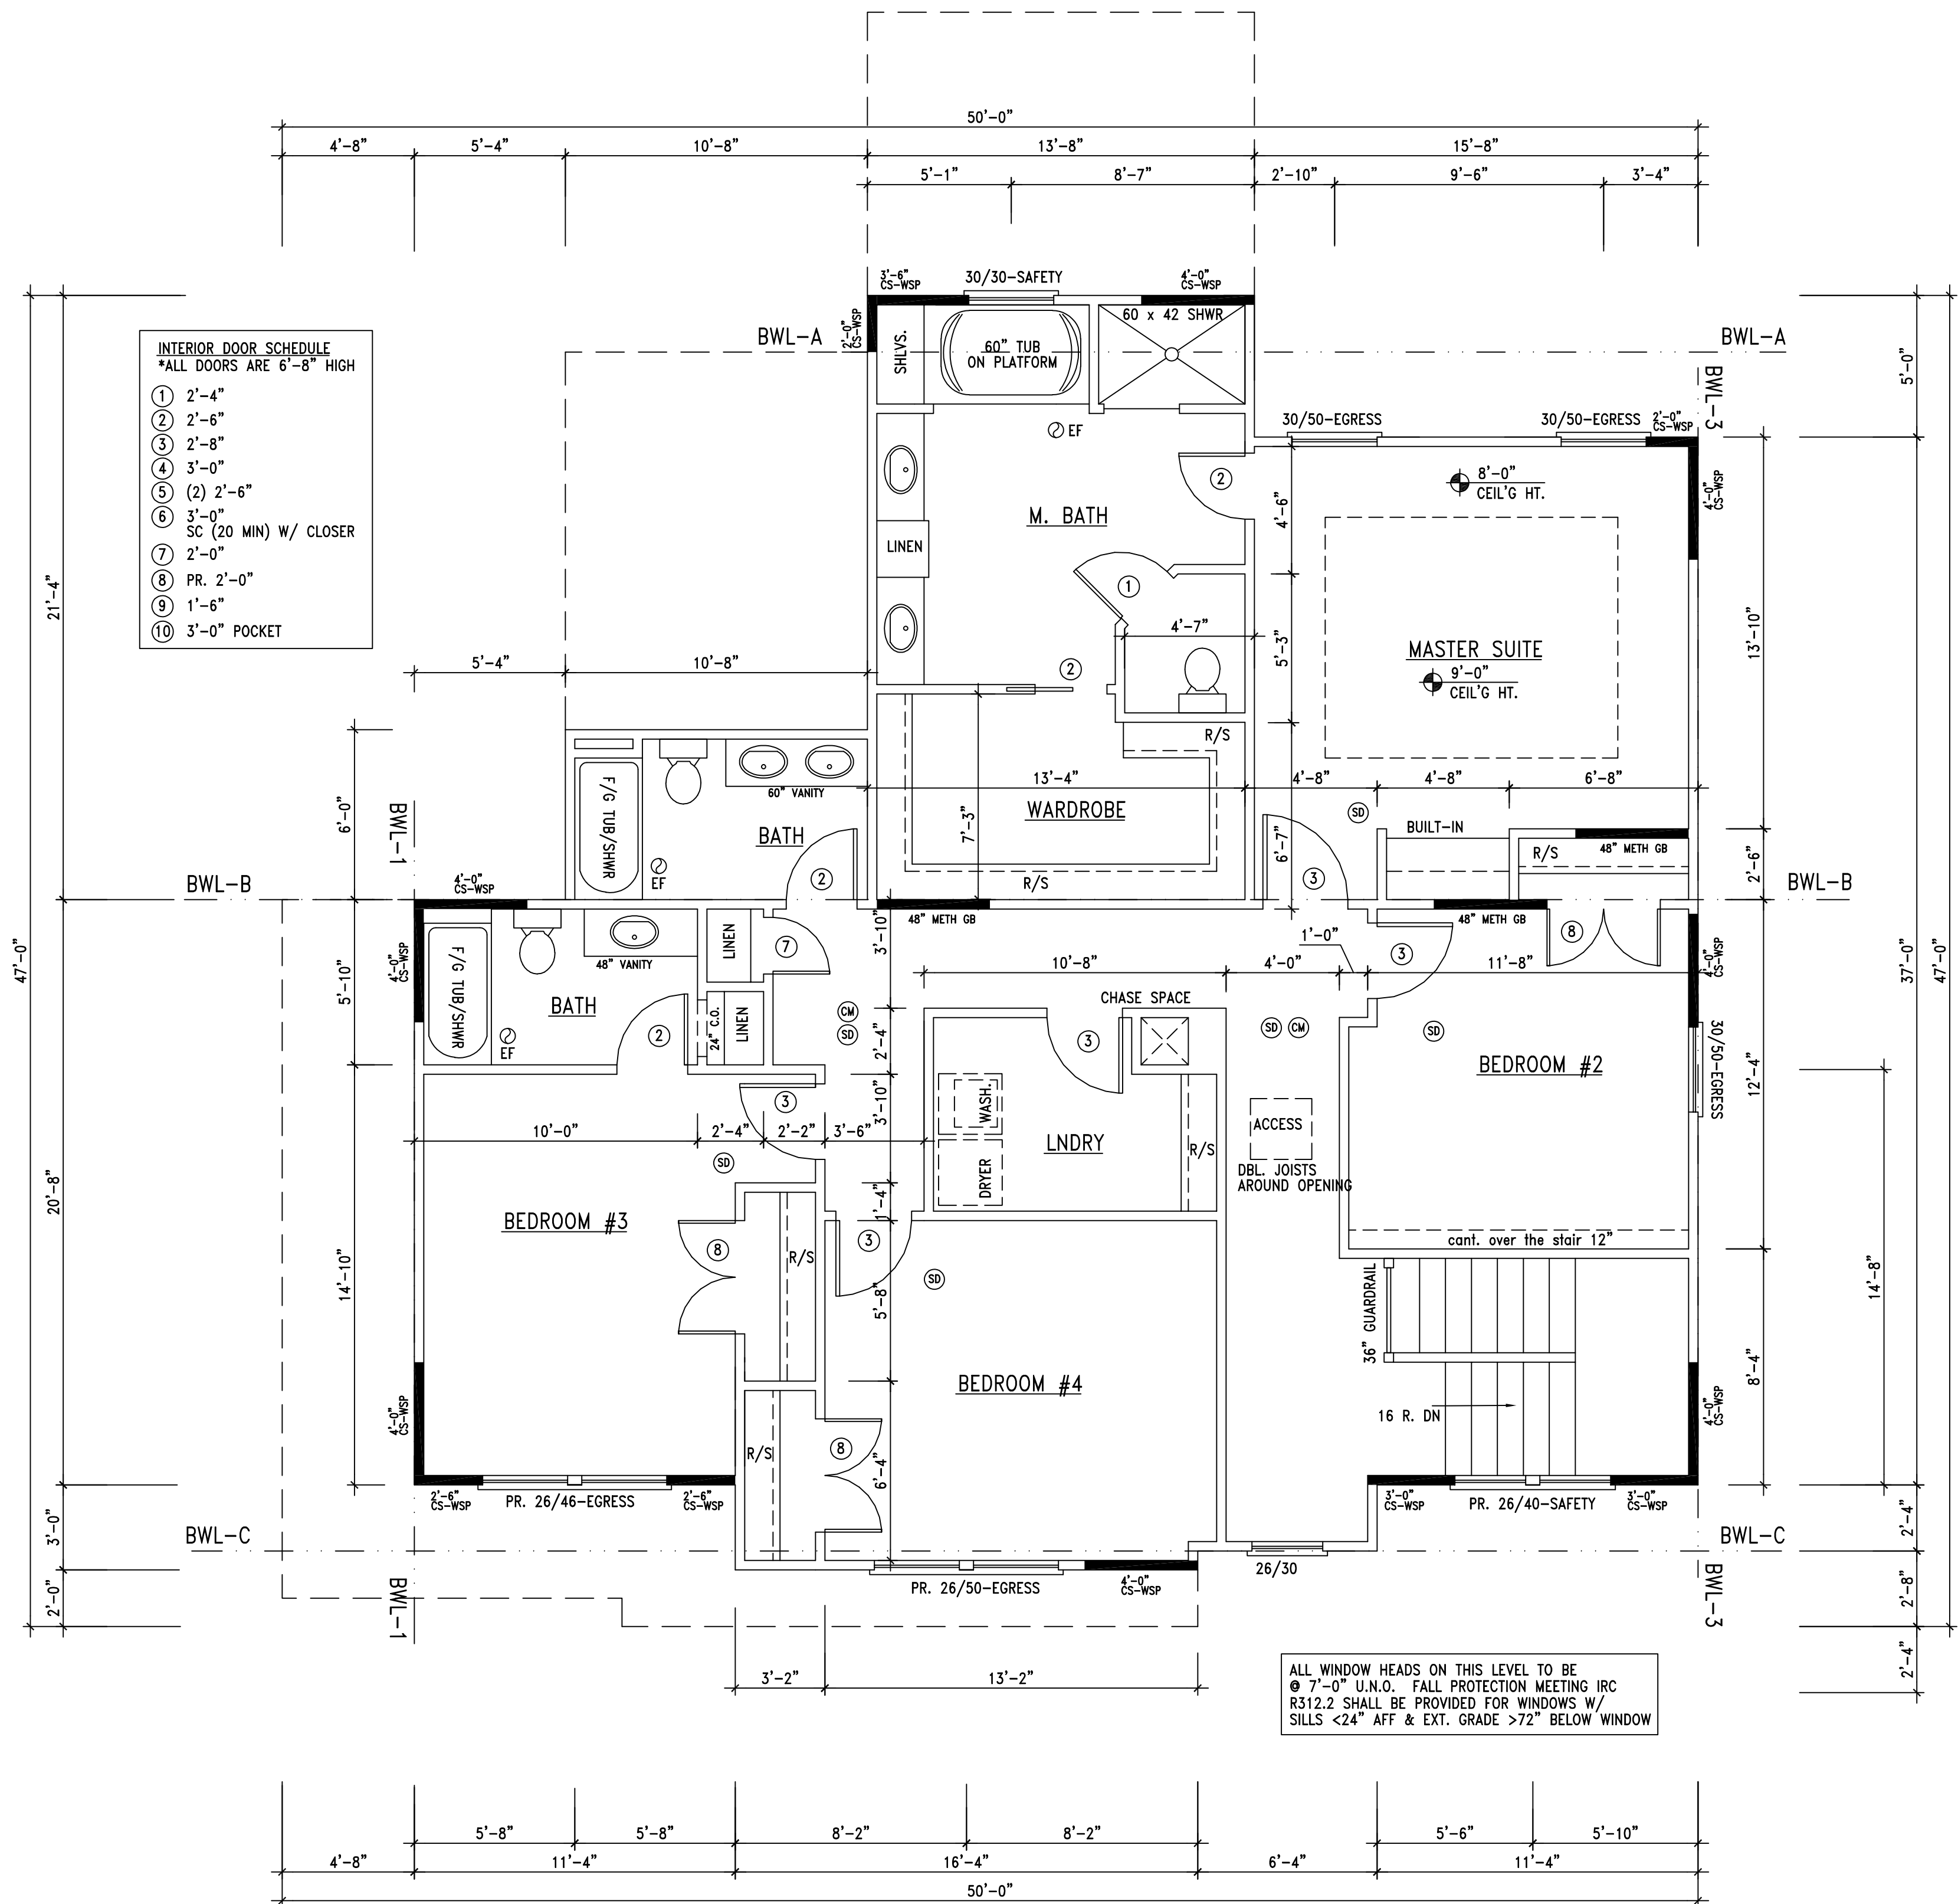 50'-0"
4'-8"
5'-4"
10'-8"
13'-8"
15'-8"
5'-1"
8'-7"
2'-10"
9'-6"
3'-4"
3'-6"
CS-WSP
30/30-SAFETY
4'-0"
CS-WSP
2'-0"
CS-WSP
BWL-A
SHLVS.
60" TUB
ON PLATFORM
60 x 42 SHWR
BWL-A
BWL-3
5'-0"
INTERIOR DOOR SCHEDULE
*ALL DOORS ARE 6'-8" HIGH
1 2'-4"
2 2'-6"
3 2'-8"
4 3'-0"
5 (2) 2'-6"
6 3'-0"
SC (20 MIN) W/ CLOSER
7 2'-0"
8 PR. 2'-0"
9 1'-6"
10 3'-0" POCKET
EF
30/50-EGRESS
30/50-EGRESS
2'-0"
CS-WSP
4'-0"
CS-WSP
2
8'-0"
CEIL'G HT.
4'-6"
M. BATH
LINEN
1
4'-7"
5'-3"
MASTER SUITE
9'-0"
CEIL'G HT.
13'-10"
21'-4"
47'-0"
5'-4"
10'-8"
2
R/S
13'-4"
4'-8"
4'-8"
6'-8"
WARDROBE
7'-3"
6'-7"
R/S
SD
BUILT-IN
R/S
48" METH GB
3
2'-6"
6'-0"
BWL-1
F/G TUB/SHWR
60" VANITY
BATH
EF
2
BWL-B
4'-0"
CS-WSP
BWL-B
48" METH GB
48" METH GB
8
4'-0"
CS-WSP
3'-10"
1'-0"
3
4'-0"
CS-WSP
F/G TUB/SHWR
48" VANITY
LINEN
7
10'-8"
4'-0"
11'-8"
37'-0"
47'-0"
5'-10"
BATH
EF
2
24" C.O.
LINEN
CM
SD
2'-4"
CHASE SPACE
3
SD
CM
SD
BEDROOM #2
30/50-EGRESS
12'-4"
3
3'-10"
WASH.
DRYER
LNDRY
R/S
ACCESS
DBL. JOISTS
AROUND OPENING
10'-0"
2'-4"
2'-2"
3'-6"
SD
20'-8"
1'-4"
BEDROOM #3
8
R/S
3
SD
5'-8"
cant. over the stair 12"
14'-10"
14'-8"
36" GUARDRAIL
8'-4"
BEDROOM #4
16 R. DN
4'-0"
CS-WSP
4'-0"
CS-WSP
R/S
8
6'-4"
2'-6"
CS-WSP
PR. 26/46-EGRESS
2'-6"
CS-WSP
3'-0"
CS-WSP
PR. 26/40-SAFETY
3'-0"
CS-WSP
3'-0"
BWL-C
BWL-C
2'-4"
26/30
PR. 26/50-EGRESS
4'-0"
CS-WSP
2'-0"
BWL-1
BWL-3
2'-8"
2'-4"
3'-2"
13'-2"
ALL WINDOW HEADS ON THIS LEVEL TO BE
@ 7'-0" U.N.O. FALL PROTECTION MEETING IRC
R312.2 SHALL BE PROVIDED FOR WINDOWS W/
SILLS <24" AFF & EXT. GRADE >72" BELOW WINDOW
5'-8"
5'-8"
8'-2"
8'-2"
5'-6"
5'-10"
4'-8"
11'-4"
16'-4"
6'-4"
11'-4"
50'-0"